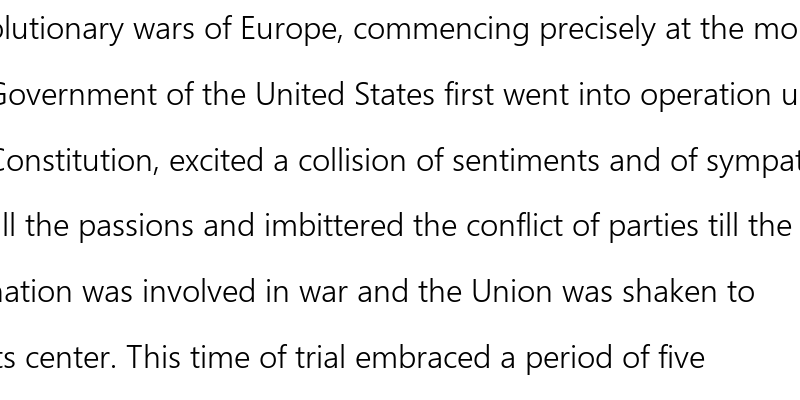 olutionary wars of Europe, commencing precisely at the mo
Government of the United States first went into operation u
Constitution, excited a collision of sentiments and of sympat
ll the passions and imbittered the conflict of parties till the
nation was involved in war and the Union was shaken to
ts center. This time of trial embraced a period of five